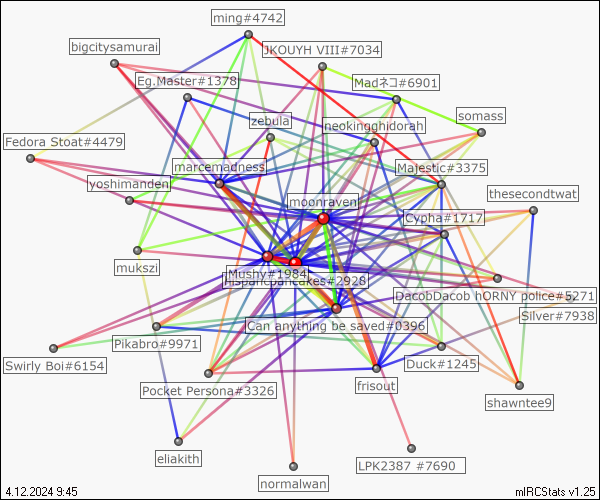 ming#4742
bigcitysamurai
JKOUYH VIII#7034
Eg.Master#1378
Madネコ#6901
zebula
somass
neokingghidorah
Fedora Stoat#4479
marcemadness
Majestic#3375
yoshimanden
thesecondtwat
moonraven
Cypha#1717
mukszi
Mushy#1984
Hispanicpancakes#2928
DacobDacob hORNY police#5271
Silver#7938
Can anything be saved#0396
Pikabro#9971
Swirly Boi#6154
Duck#1245
Pocket Persona#3326
frisout
shawntee9
eliakith
LPK2387 #7690
normalwan
4.12.2024 9:45
mIRCStats v1.25